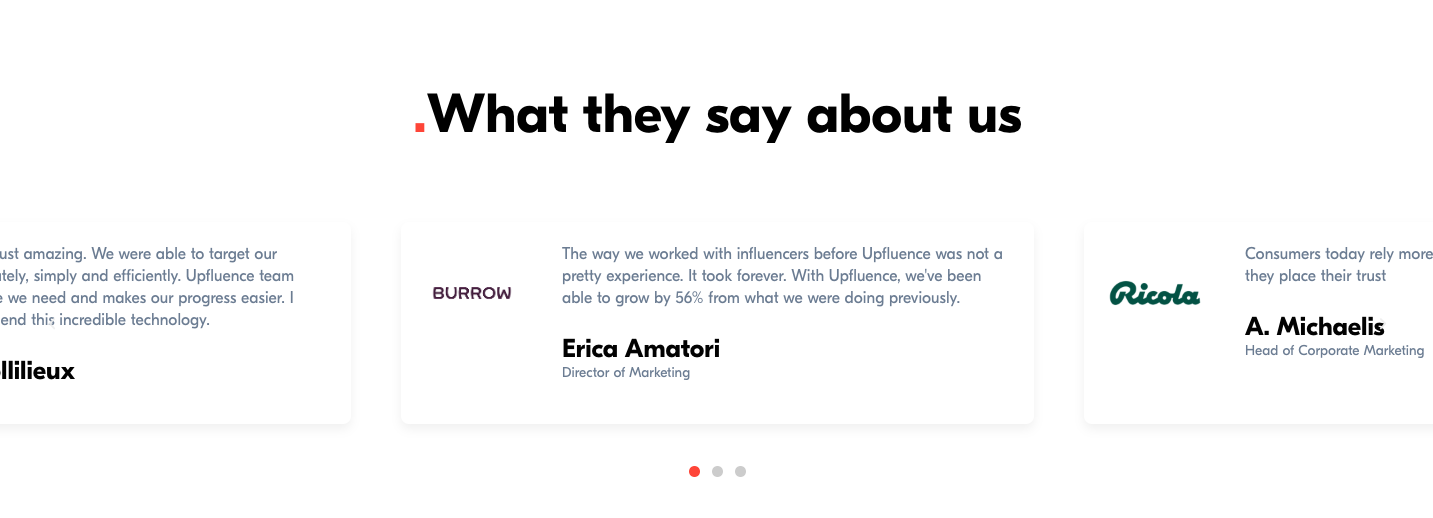 .What they say about us
ust amazing. We were able to target our
tely, simply and efficiently. Upfluence team
e we need and makes our progress easier. I
end this incredible technology.
llilieux
BURROW
The way we worked with influencers before Upfluence was not a
pretty experience. It took forever. With Upfluence, we've been
able to grow by 56% from what we were doing previously.
Erica Amatori
Director of Marketing
Ricola
Consumers today rely more
they place their trust
A. Michaelis
Head of Corporate Marketing